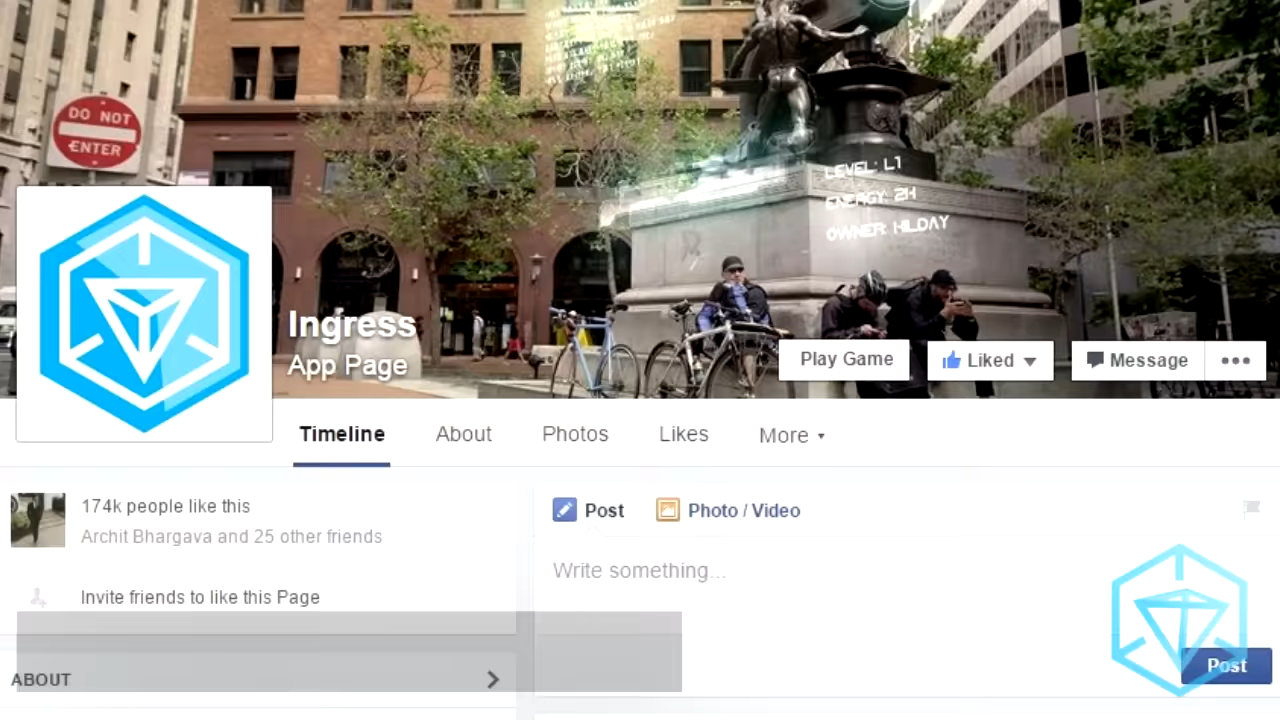 DO NOT
ENTER
LEVEL: L1
ENERGY: 2H
OWNER: HILDAY
Ingress
App Page
Play Game
Liked
Message
Timeline
About
Photos
Likes
More
174k people like this
Archit Bhargava and 25 other friends
Invite friends to like this Page
ABOUT
Post
Photo / Video
Write something...
Post